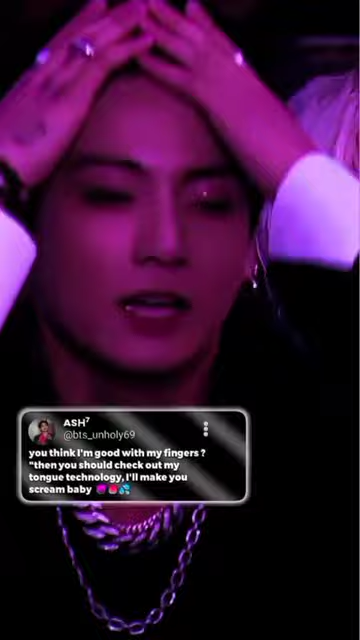 ASH⁷
@bts_unholy69
you think I'm good with my fingers ?
"then you should check out my
tongue technology, I'll make you
scream baby 😈👅💦